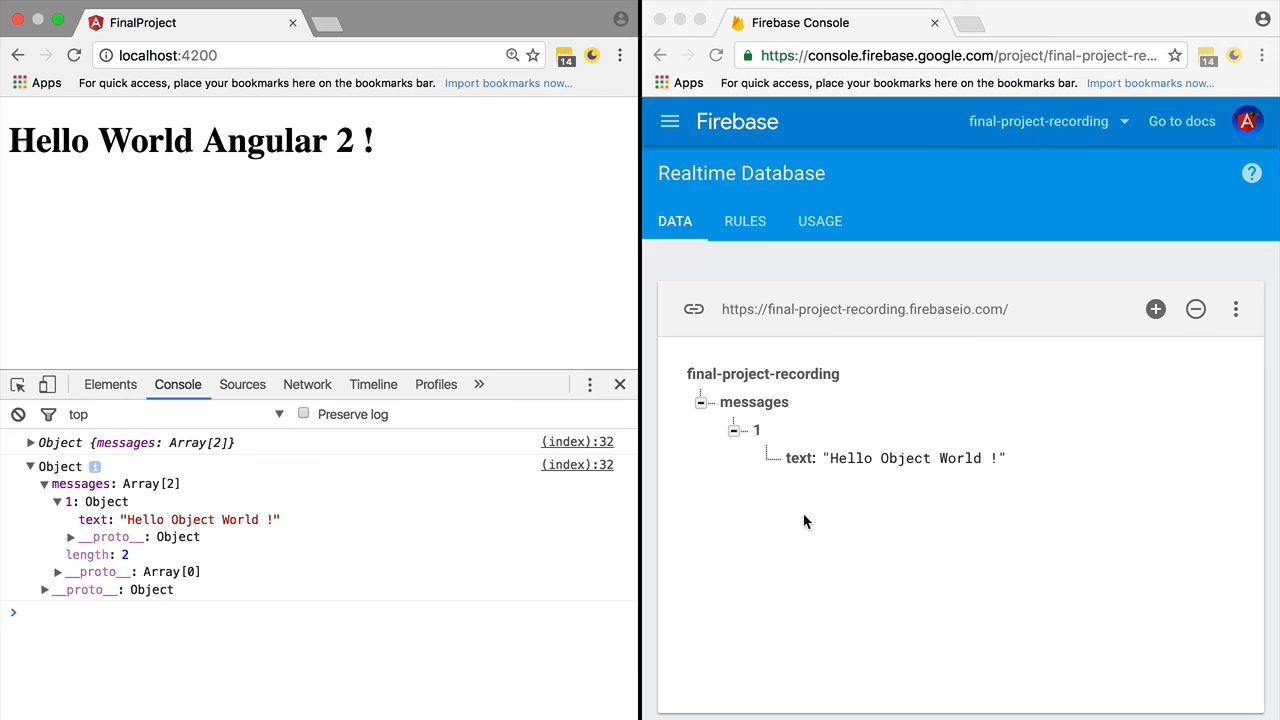 FinalProject
localhost:4200
14
Apps
For quick access, place your bookmarks here on the bookmarks bar. Import bookmarks now...
Hello World Angular 2 !
Elements Console Sources Network Timeline Profiles »
top
Preserve log
Object {messages: Array[2]} (index):32
Object i (index):32
messages: Array[2]
1: Object
text: "Hello Object World !"
__proto__: Object
length: 2
__proto__: Array[0]
__proto__: Object
>
Firebase Console
https://console.firebase.google.com/project/final-project-re...
14
Apps
For quick access, place your bookmarks here on the bookmarks bar. Import bookmarks now...
Firebase
final-project-recording
Go to docs
Realtime Database
?
DATA RULES USAGE
https://final-project-recording.firebaseio.com/
final-project-recording
messages
1
text: "Hello Object World !"